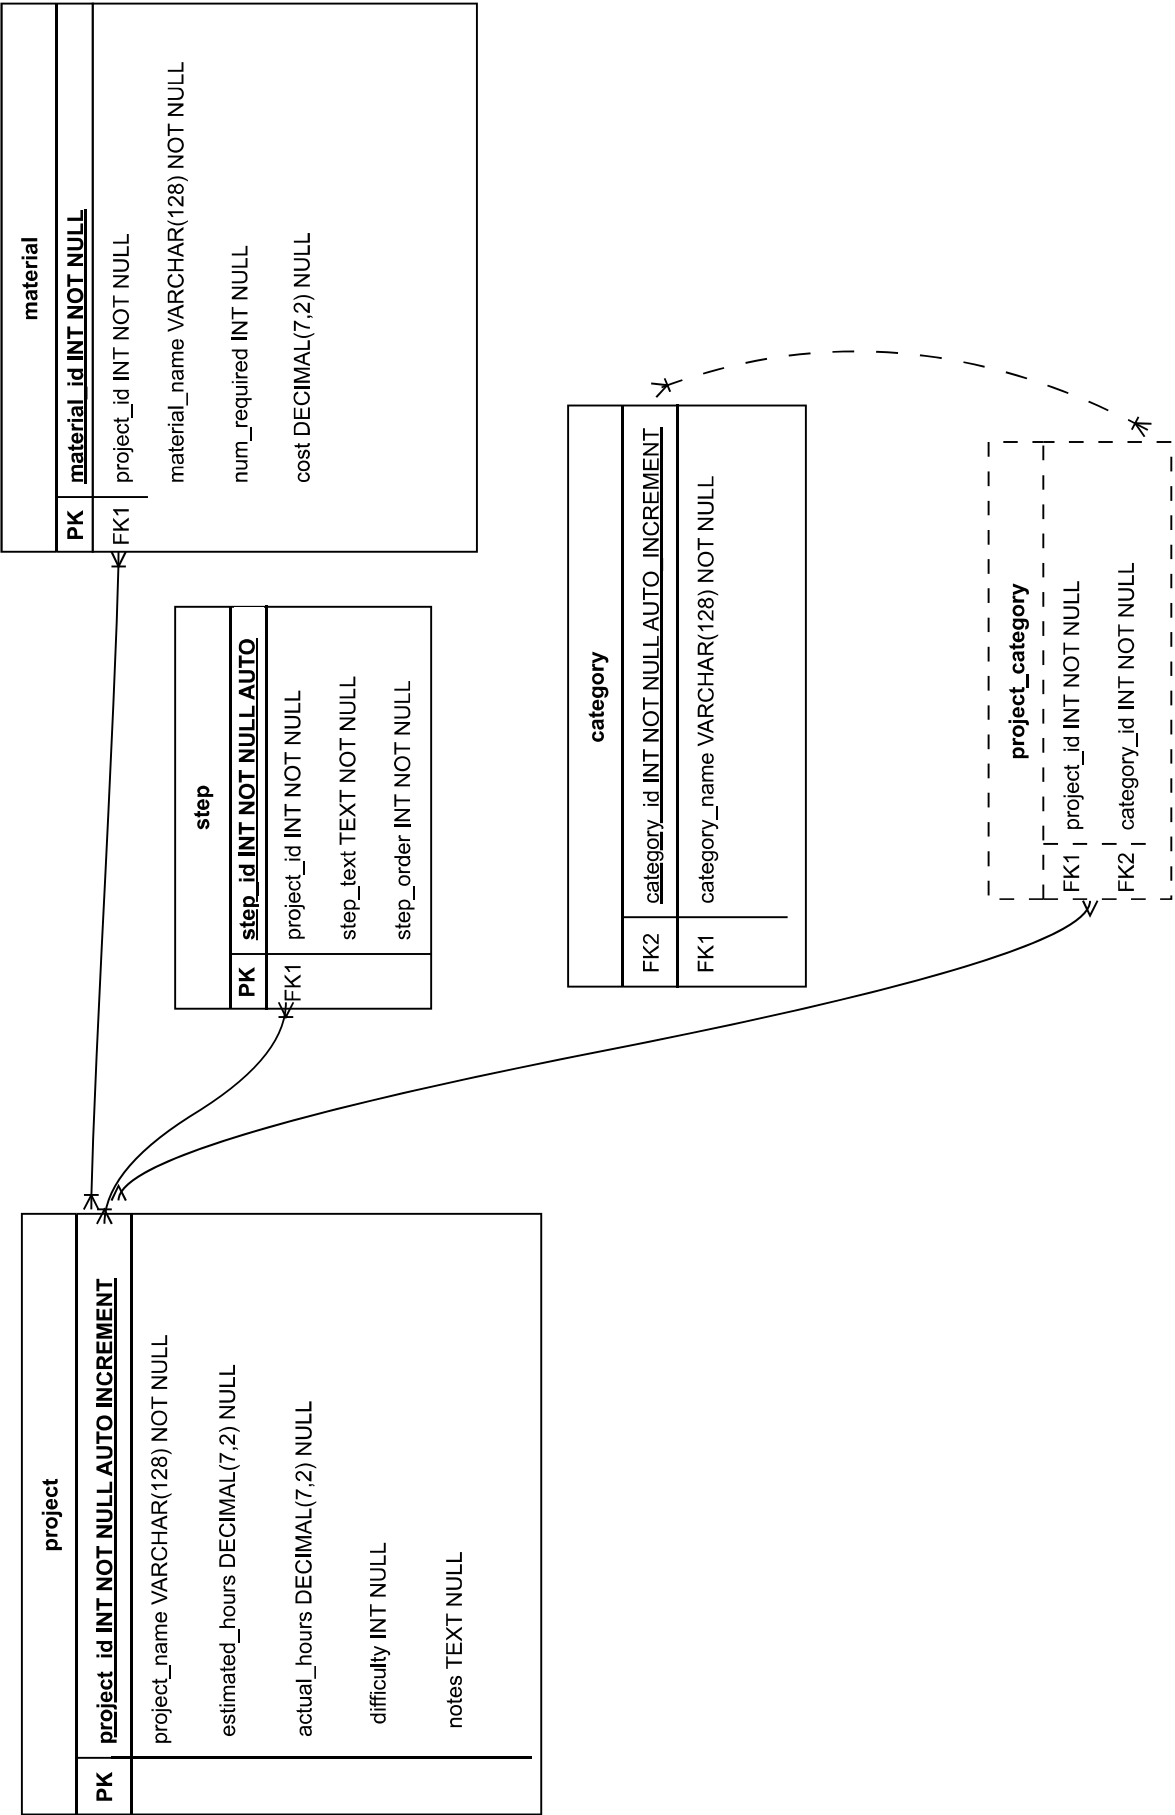 project
PK project_id INT NOT NULL AUTO INCREMENT
project_name VARCHAR(128) NOT NULL
estimated_hours DECIMAL(7,2) NULL
actual_hours DECIMAL(7,2) NULL
difficulty INT NULL
notes TEXT NULL
material
PK material_id INT NOT NULL
FK1 project_id INT NOT NULL
material_name VARCHAR(128) NOT NULL
num_required INT NULL
cost DECIMAL(7,2) NULL
step
PK step_id INT NOT NULL AUTO
FK1 project_id INT NOT NULL
step_text TEXT NOT NULL
step_order INT NOT NULL
category
FK2 category_id INT NOT NULL AUTO_INCREMENT
FK1 category_name VARCHAR(128) NOT NULL
project_category
FK1 project_id INT NOT NULL
FK2 category_id INT NOT NULL